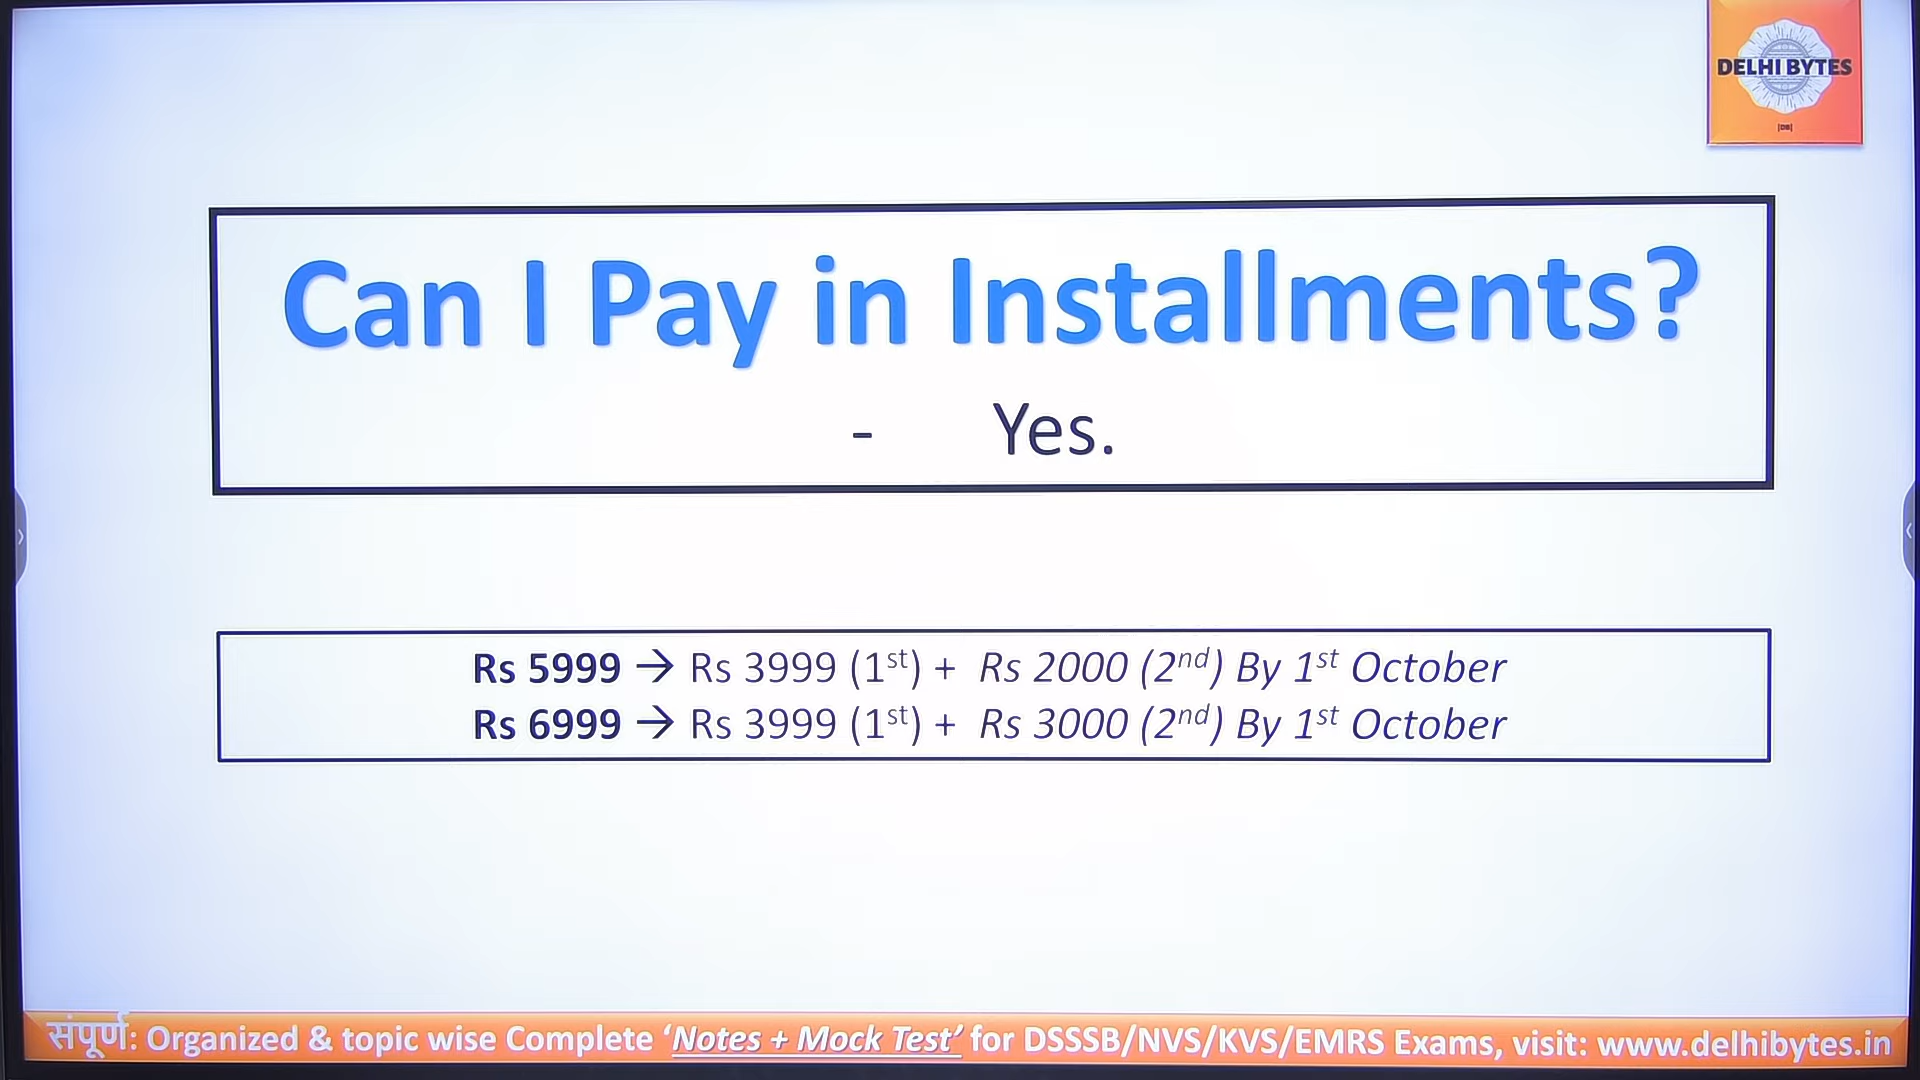 DELHI BYTES
|DB|
Can I Pay in Installments?
- Yes.
Rs 5999 → Rs 3999 (1st) + Rs 2000 (2nd) By 1st October
Rs 6999 → Rs 3999 (1st) + Rs 3000 (2nd) By 1st October
संपूर्ण: Organized & topic wise Complete ‘Notes + Mock Test’ for DSSSB/NVS/KVS/EMRS Exams, visit: www.delhibytes.in